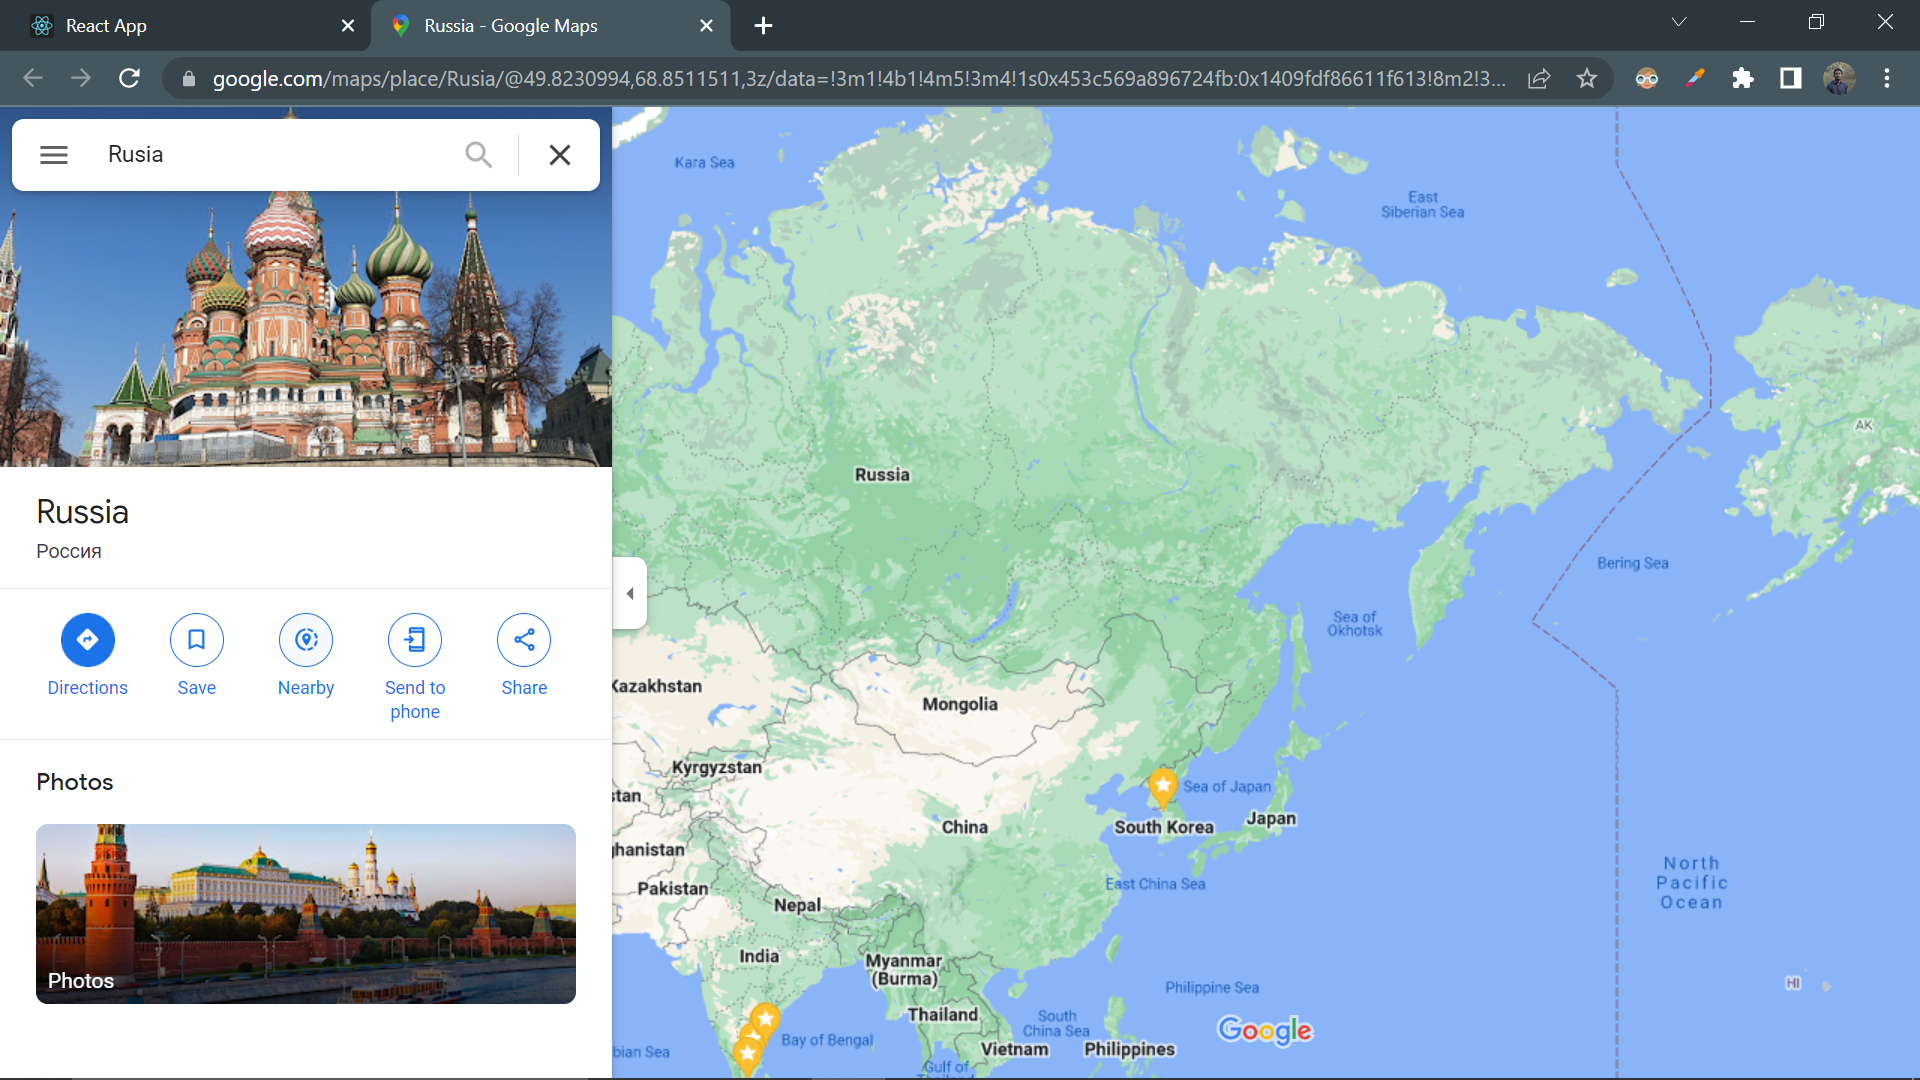 React App
Russia - Google Maps
google.com/maps/place/Rusia/@49.8230994,68.8511511,3z/data=!3m1!4b1!4m5!3m4!1s0x453c569a896724fb:0x1409fdf86611f613!8m2!3...
Rusia
Russia
Россия
Directions
Save
Nearby
Send to
phone
Share
Photos
Photos
Kara Sea
East
Siberian Sea
AK
Russia
Bering Sea
Sea of
Okhotsk
Kazakhstan
Mongolia
Kyrgyzstan
stan
Sea of Japan
China
South Korea
Japan
ghanistan
Pakistan
East China Sea
North
Pacific
Ocean
Nepal
India
Myanmar
(Burma)
HI
Philippine Sea
Thailand
South
China Sea
Google
Bay of Bengal
bian Sea
Vietnam
Philippines
Gulf of
Thailand